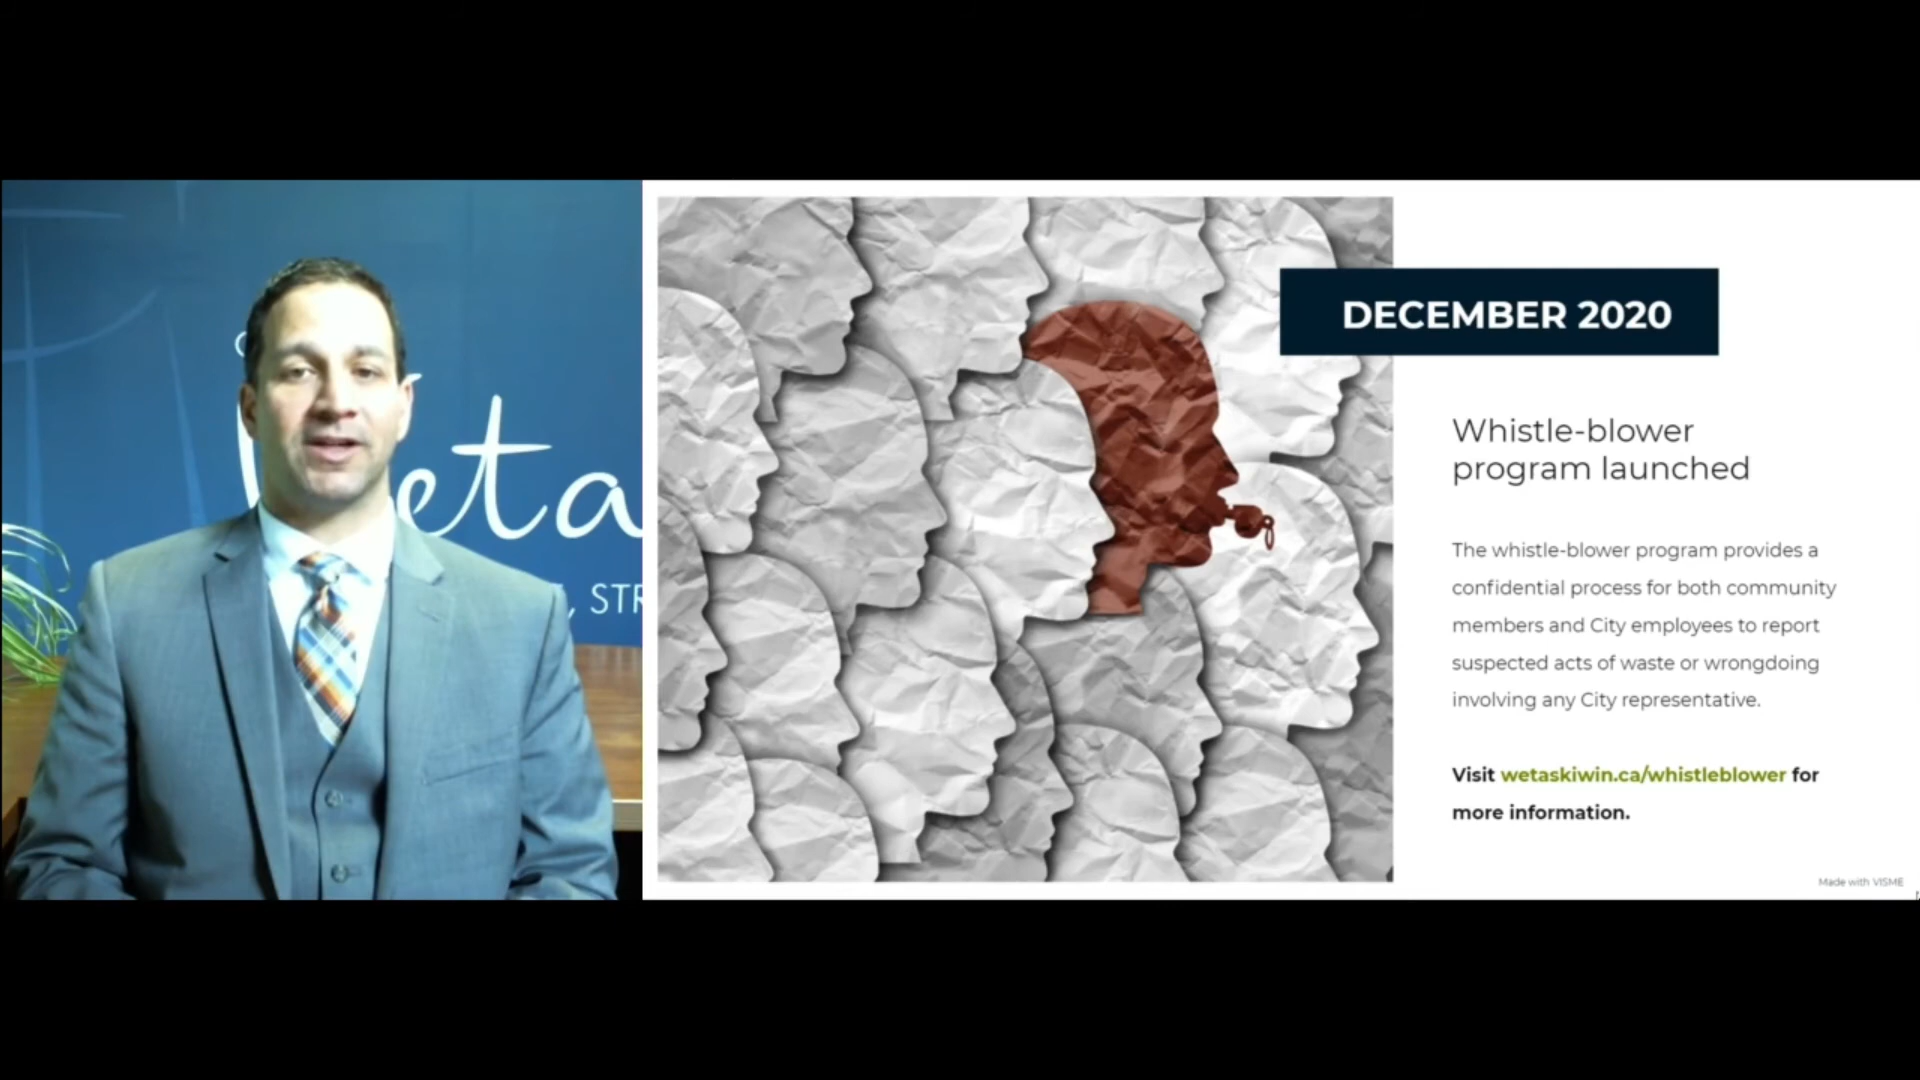 eta
, STR
DECEMBER 2020
Whistle-blower
program launched
The whistle-blower program provides a
confidential process for both community
members and City employees to report
suspected acts of waste or wrongdoing
involving any City representative.
Visit wetaskiwin.ca/whistleblower for
more information.
Made with VISME